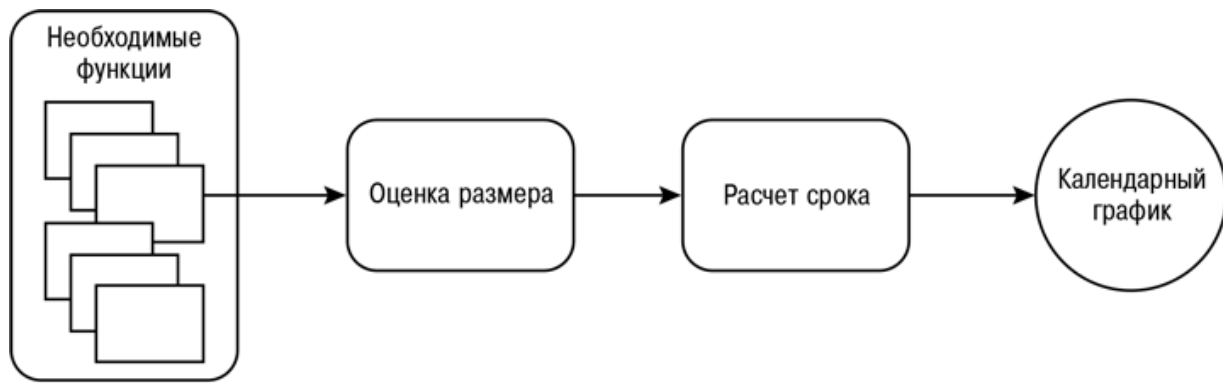 Необходимые
функции
Оценка размера
Расчет срока
Календарный
график